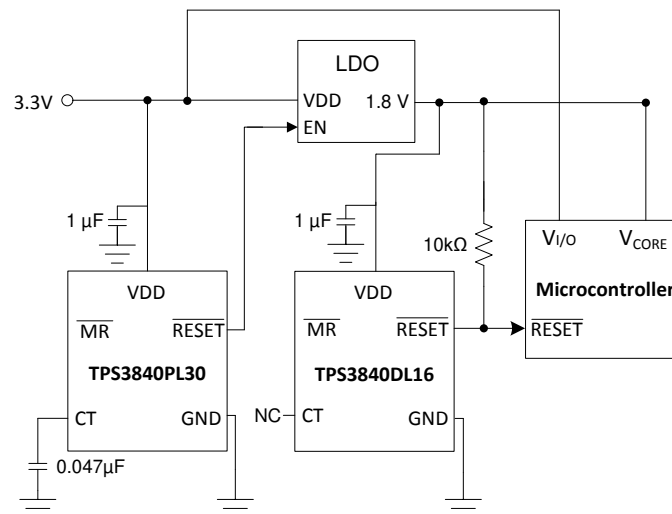 LDO
3.3V
VDD
1.8 V
EN
1 µF
1 µF
10kΩ
VI/O
VCORE
Microcontroller
RESET
VDD
MR
RESET
TPS3840PL30
CT
GND
0.047µF
VDD
MR
RESET
TPS3840DL16
NC
CT
GND